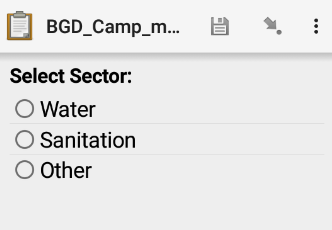 BGD_Camp_m...
Select Sector:
Water
Sanitation
Other